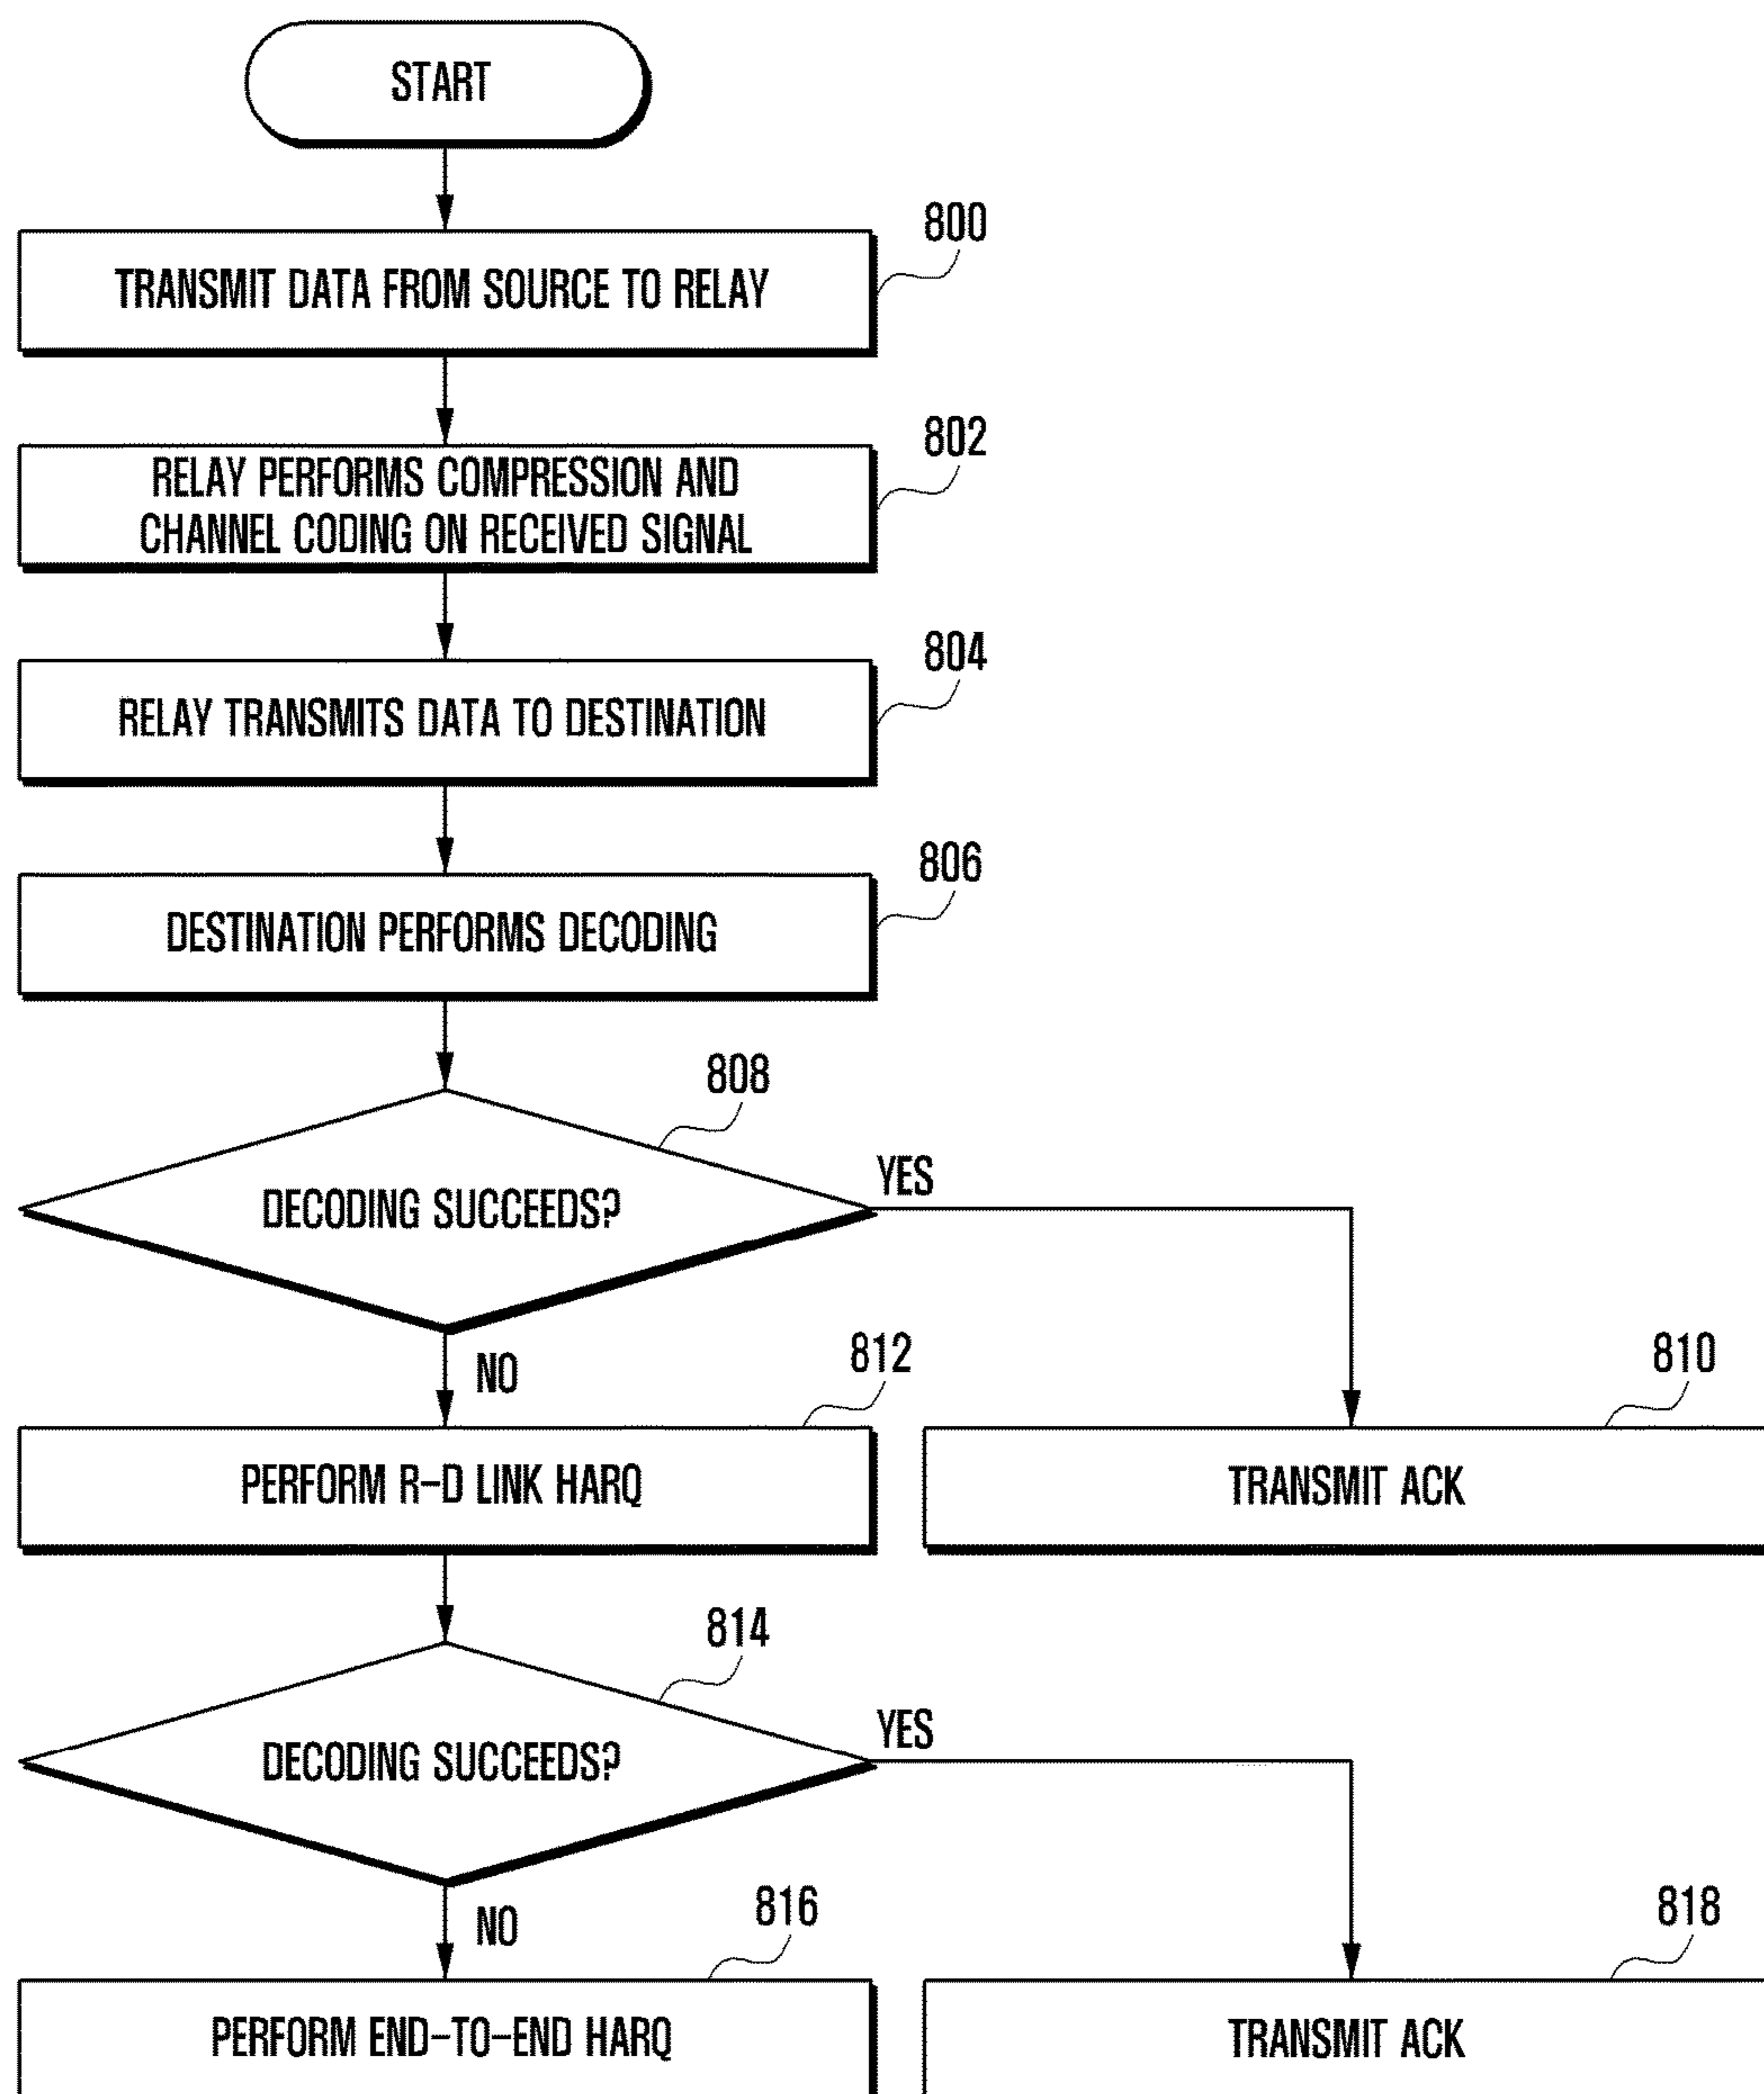 START
800
TRANSMIT DATA FROM SOURCE TO RELAY
802
RELAY PERFORMS COMPRESSION AND
CHANNEL CODING ON RECEIVED SIGNAL
804
RELAY TRANSMITS DATA TO DESTINATION
806
DESTINATION PERFORMS DECODING
808
DECODING SUCCEEDS?
YES
NO
812
810
PERFORM R-D LINK HARQ
TRANSMIT ACK
814
DECODING SUCCEEDS?
YES
NO
816
818
PERFORM END-TO-END HARQ
TRANSMIT ACK